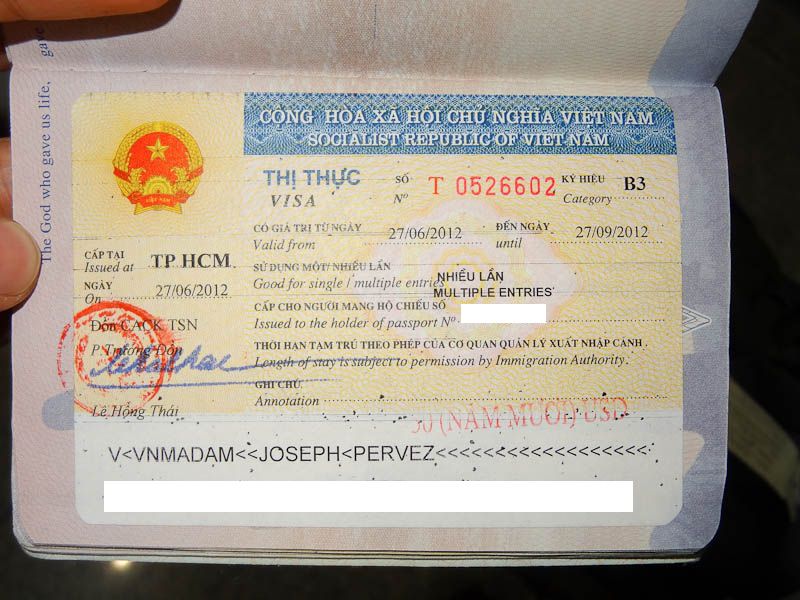 gave
The God who gave us life,
CỘNG HÒA XÃ HỘI CHỦ NGHĨA VIỆT NAM
SOCIALIST REPUBLIC OF VIET NAM
THỊ THỰC
VISA
SỐ
Nº
T 0526602
KÝ HIỆU
Category
B3
CÓ GIÁ TRỊ TỪ NGÀY
Valid from
27/06/2012
ĐẾN NGÀY
until
27/09/2012
CẤP TẠI
Issued at
TP HCM
NGÀY
On
27/06/2012
SỬ DỤNG MỘT/ NHIỀU LẦN
Good for single / multiple entries
NHIỀU LẦN
MULTIPLE ENTRIES
CẤP CHO NGƯỜI MANG HỘ CHIẾU SỐ
Issued to the holder of passport Nº
THỜI HẠN TẠM TRÚ THEO PHÉP CỦA CƠ QUAN QUẢN LÝ XUẤT NHẬP CẢNH .
Length of stay is subject to permission by Immigration Authority.
GHI CHÚ
Annotation
Đồn CACK TSN
P.Trưởng Đồn
Lê Hồng Thái
50 (NĂM MƯƠI) USD
V<VNMADAM<<JOSEPH<PERVEZ<<<<<<<<<<<<<<<<<<<